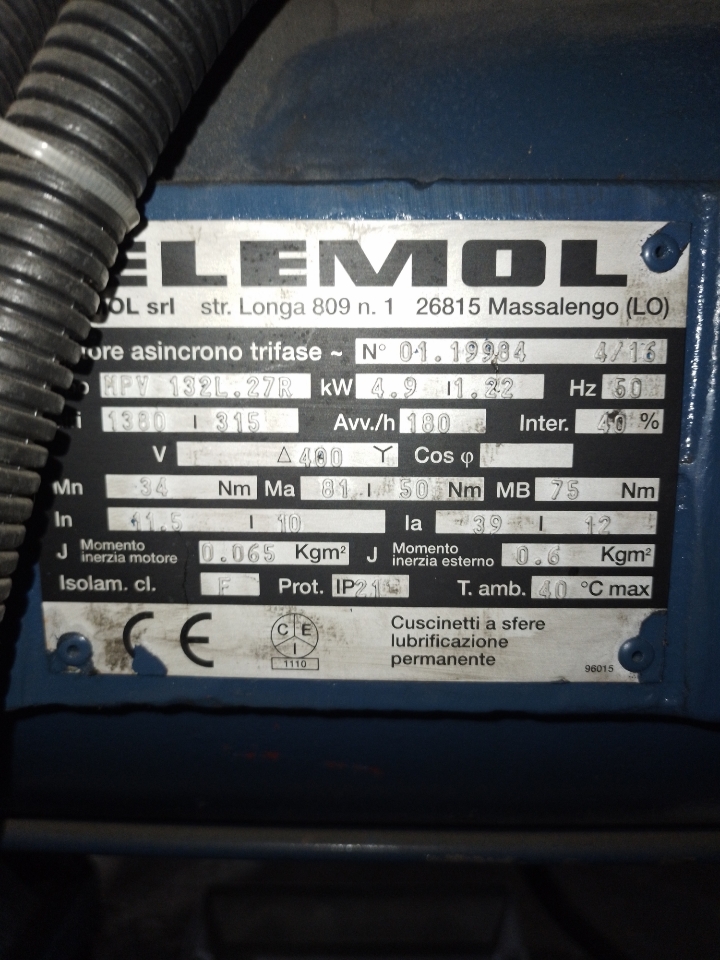 ELEMOL
OL srl str. Longa 809 n. 1 26815 Massalengo (LO)
ore asincrono trifase ~ N° 01.19984 4/16
o MPV 132L.27R kW 4.9 | 1.22 Hz 50
i 1380 | 315 Avv./h 180 Inter. 40 %
V △ 400 Y Cos φ
Mn 34 Nm Ma 81 | 50 Nm MB 75 Nm
In 11.5 | 10 Ia 39 | 12
J Momento inerzia motore 0.065 Kgm² J Momento inerzia esterno 0.6 Kgm²
Isolam. cl. F Prot. IP21 T. amb. 40 °C max
CE CEI 1110 Cuscinetti a sfere
lubrificazione
permanente
96015